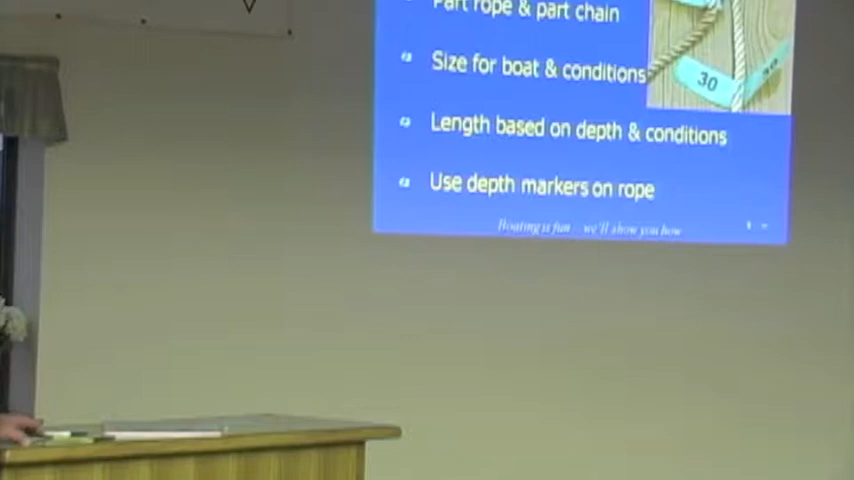 Part rope & part chain
Size for boat & conditions
30
Length based on depth & conditions
Use depth markers on rope
Boating is fun... we'll show you how